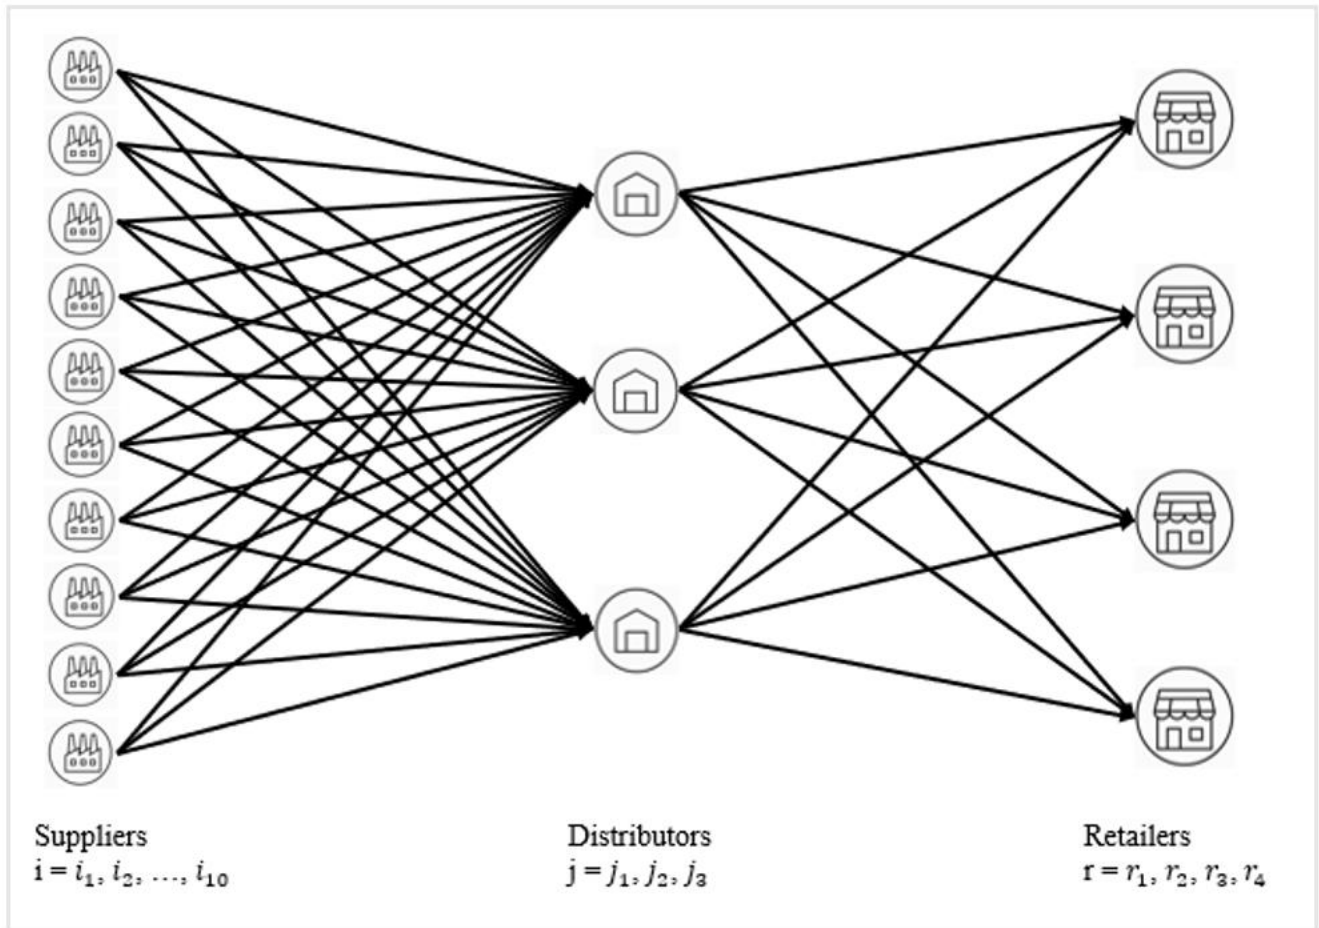 Suppliers
i = i₁, i₂, …, i₁₀
Distributors
j = j₁, j₂, j₃
Retailers
r = r₁, r₂, r₃, r₄